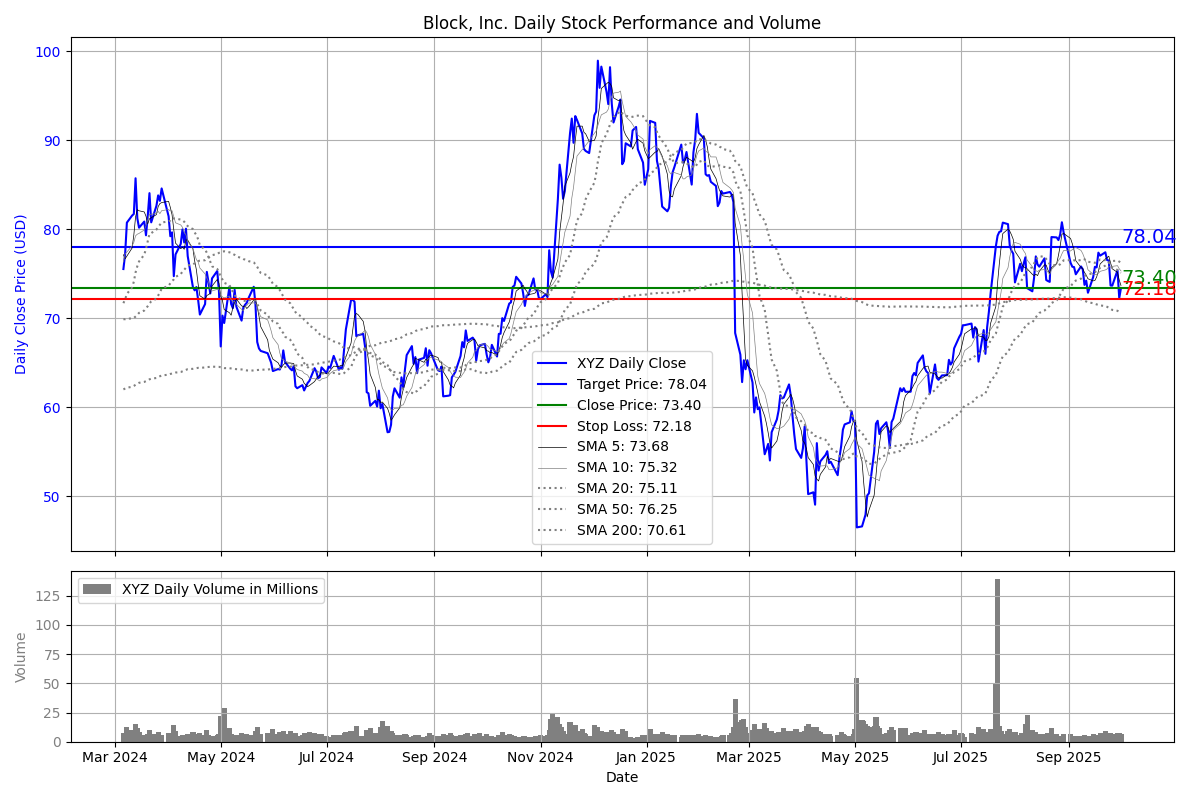 Block, Inc. Daily Stock Performance and Volume
Daily Close Price (USD)
100
90
80
70
60
50
78.04
73.40
72.18
XYZ Daily Close
Target Price: 78.04
Close Price: 73.40
Stop Loss: 72.18
SMA 5: 73.68
SMA 10: 75.32
SMA 20: 75.11
SMA 50: 76.25
SMA 200: 70.61
XYZ Daily Volume in Millions
Volume
125
100
75
50
25
0
Mar 2024
May 2024
Jul 2024
Sep 2024
Nov 2024
Jan 2025
Mar 2025
May 2025
Jul 2025
Sep 2025
Date